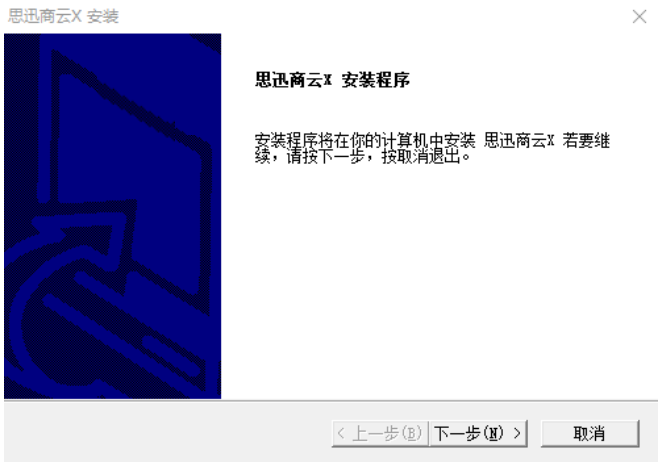 思迅商云X 安装
思迅商云X 安装程序
安装程序将在你的计算机中安装 思迅商云X 若要继
续，请按下一步，按取消退出。
< 上一步(B) 下一步(N) > 取消